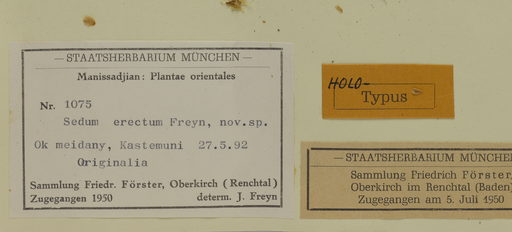 — STAATSHERBARIUM MÜNCHEN —
Manissadjian: Plantae orientales
Nr. 1075
Sedum erectum Freyn, nov.sp.
Ok meidany, Kastemuni 27.5.92
Originalia
Sammlung Friedr. Förster, Oberkirch (Renchtal)
Zugegangen 1950 determ. J. Freyn
HOLO-
Typus
— STAATSHERBARIUM MÜNCHEN
Sammlung Friedrich Förster,
Oberkirch im Renchtal (Baden)
Zugegangen am 5. Juli 1950